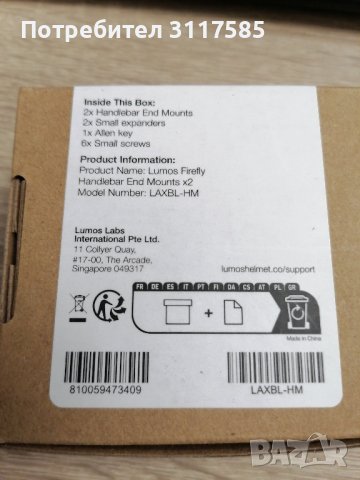 Потребител 3117585
Inside This Box:
2x Handlebar End Mounts
2x Small expanders
1x Allen key
6x Small screws
Product Information:
Product Name: Lumos Firefly
Handlebar End Mounts x2
Model Number: LAXBL-HM
Lumos Labs
International Pte Ltd.
11 Collyer Quay,
#17-00, The Arcade,
Singapore 049317
lumoshelmet.co/support
FR DE ES IT PT FI DA CS AT PL GR
+
Made in China
810059473409
LAXBL-HM
BAZAR